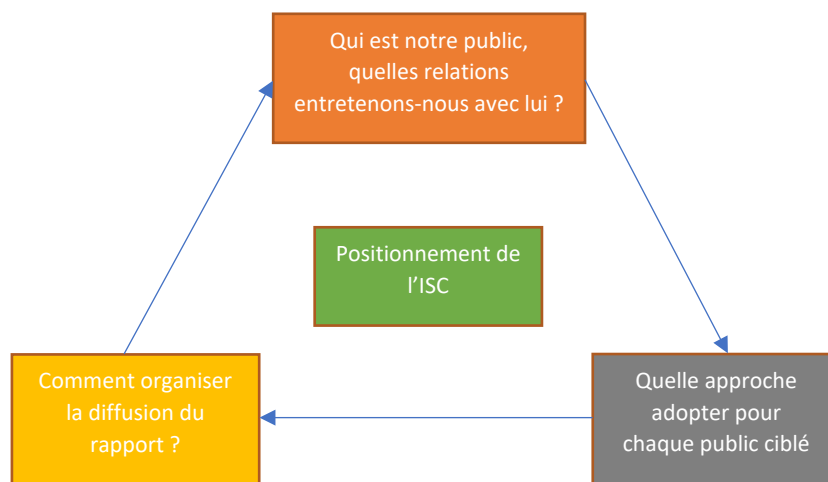 Qui est notre public,
quelles relations
entretenons-nous avec lui ?
Positionnement de
l’ISC
Comment organiser
la diffusion du
rapport ?
Quelle approche
adopter pour
chaque public ciblé